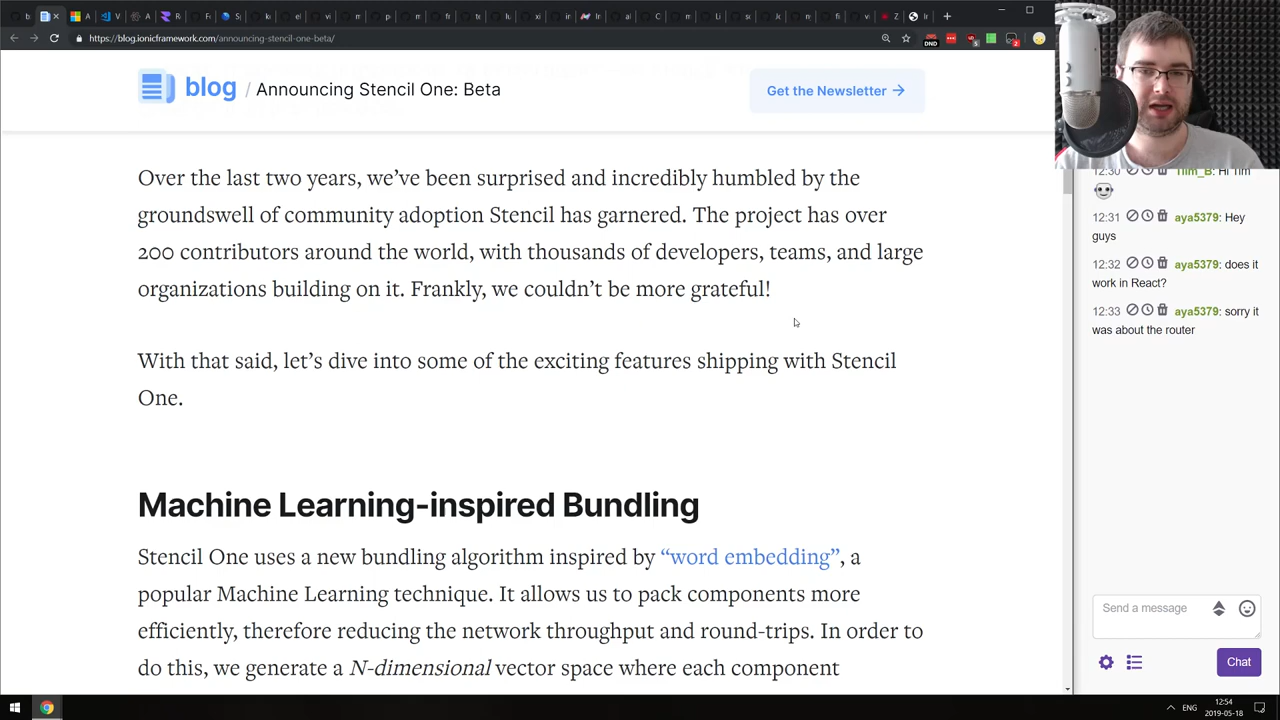 https://blog.ionicframework.com/announcing-stencil-one-beta/
DND
blog / Announcing Stencil One: Beta
Get the Newsletter →
Over the last two years, we’ve been surprised and incredibly humbled by the
groundswell of community adoption Stencil has garnered. The project has over
200 contributors around the world, with thousands of developers, teams, and large
organizations building on it. Frankly, we couldn’t be more grateful!
With that said, let’s dive into some of the exciting features shipping with Stencil
One.
Machine Learning-inspired Bundling
Stencil One uses a new bundling algorithm inspired by “word embedding”, a
popular Machine Learning technique. It allows us to pack components more
efficiently, therefore reducing the network throughput and round-trips. In order to
do this, we generate a N-dimensional vector space where each component
12:30 Tiim_B: Hi Tim
12:31 aya5379: Hey
guys
12:32 aya5379: does it
work in React?
12:33 aya5379: sorry it
was about the router
Send a message
Chat
ENG
12:54
2019-05-18